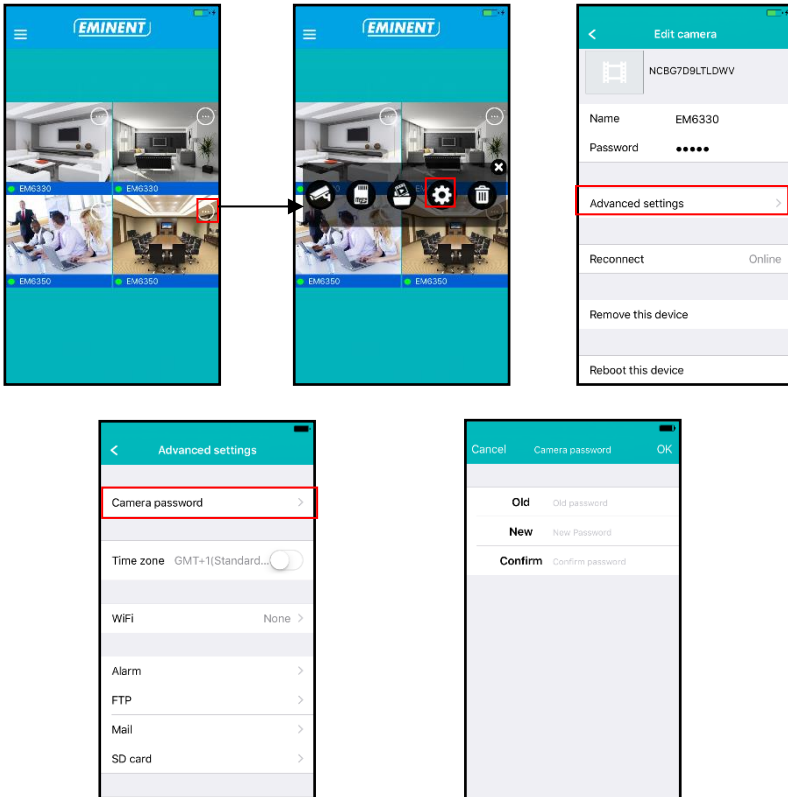 EMINENT
EM6330
EM6330
EM6350
EM6350
EMINENT
EM6350
EM6350
Edit camera
NCBG7D9LTLDWV
Name EM6330
Password •••••
Advanced settings
Reconnect Online
Remove this device
Reboot this device
Advanced settings
Camera password
Time zone GMT+1(Standard...
WiFi None
Alarm
FTP
Mail
SD card
Cancel Camera password OK
Old Old password
New New Password
Confirm Confirm password